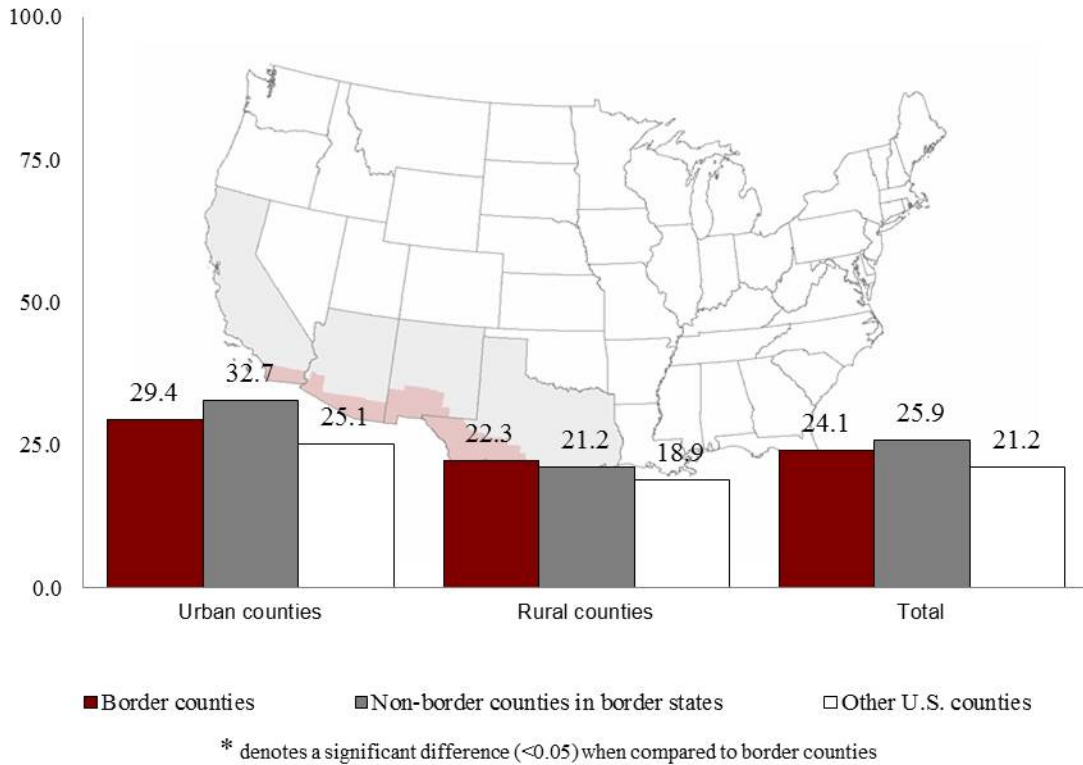 100.0
75.0
50.0
25.0
0.0
29.4
32.7
25.1
22.3
21.2
18.9
24.1
25.9
21.2
Urban counties
Rural counties
Total
Border counties
Non-border counties in border states
Other U.S. counties
* denotes a significant difference (<0.05) when compared to border counties